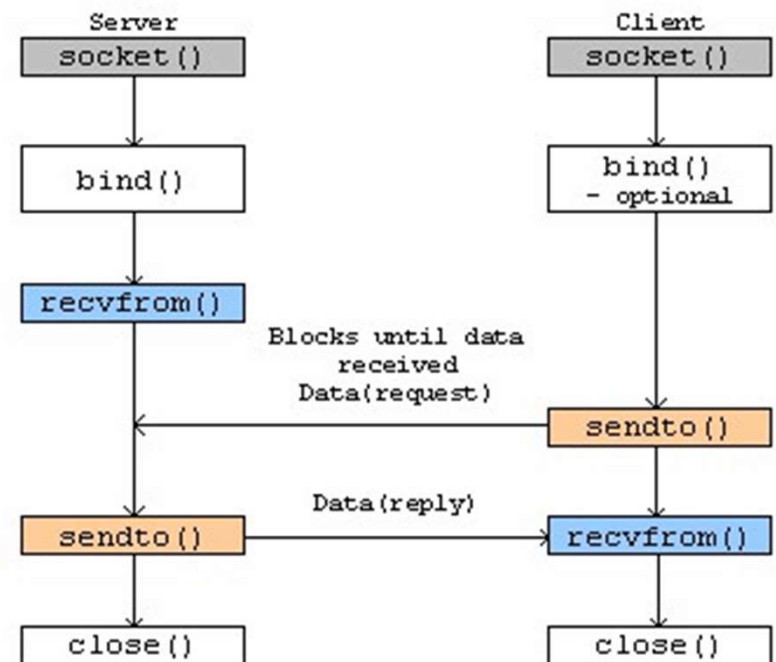 Server
Client
socket()
socket()
bind()
bind()
- optional
recvfrom()
Blocks until data
received
Data(request)
sendto()
Data(reply)
sendto()
recvfrom()
close()
close()